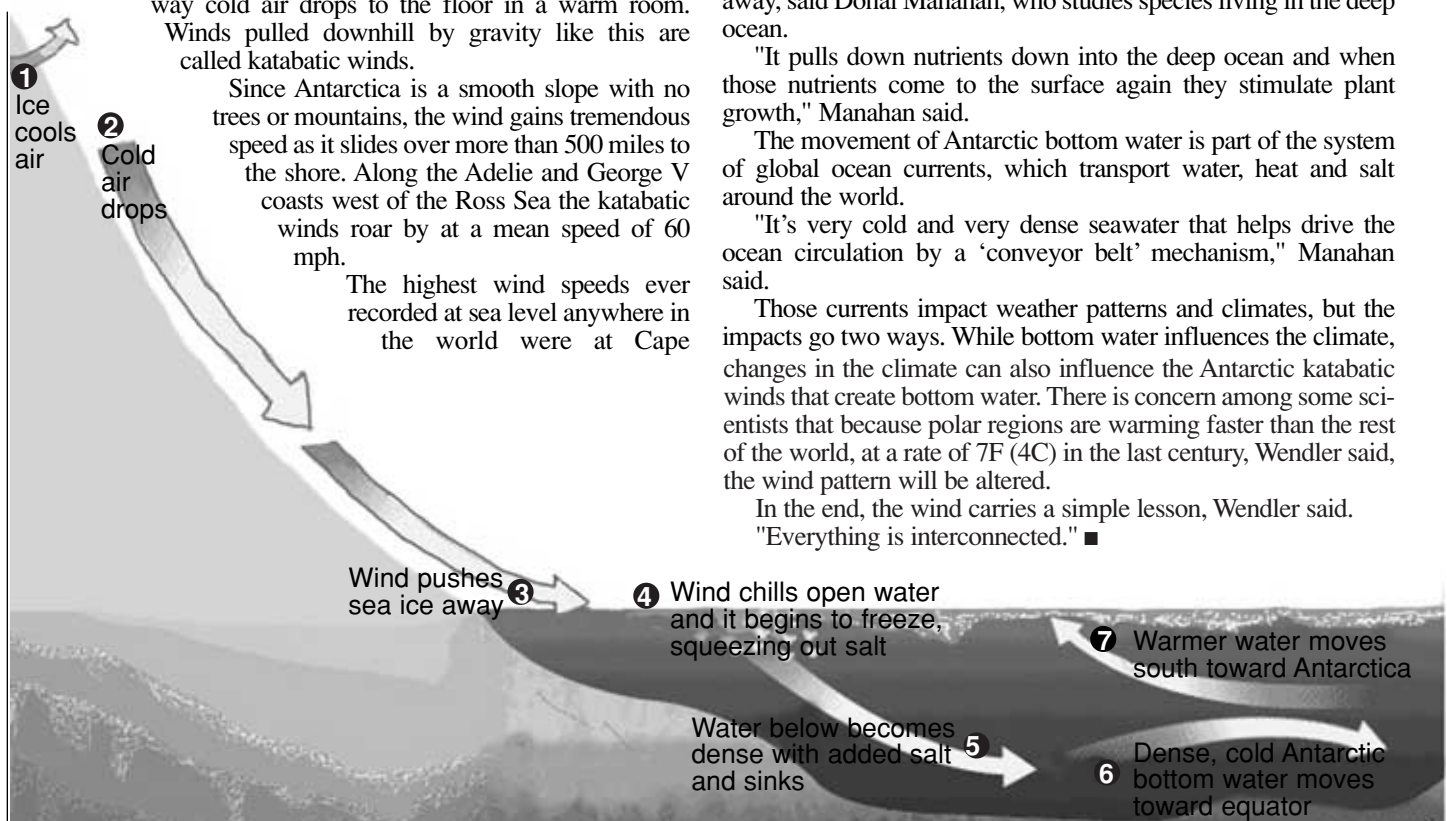 way cold air drops to the floor in a warm room.
Winds pulled downhill by gravity like this are
called katabatic winds.
Since Antarctica is a smooth slope with no
trees or mountains, the wind gains tremendous
speed as it slides over more than 500 miles to
the shore. Along the Adelie and George V
coasts west of the Ross Sea the katabatic
winds roar by at a mean speed of 60
mph.
The highest wind speeds ever
recorded at sea level anywhere in
the world were at Cape
away, said Donal Manahan, who studies species living in the deep
ocean.
"It pulls down nutrients down into the deep ocean and when
those nutrients come to the surface again they stimulate plant
growth," Manahan said.
The movement of Antarctic bottom water is part of the system
of global ocean currents, which transport water, heat and salt
around the world.
"It's very cold and very dense seawater that helps drive the
ocean circulation by a ‘conveyor belt’ mechanism," Manahan
said.
Those currents impact weather patterns and climates, but the
impacts go two ways. While bottom water influences the climate,
changes in the climate can also influence the Antarctic katabatic
winds that create bottom water. There is concern among some sci-
entists that because polar regions are warming faster than the rest
of the world, at a rate of 7F (4C) in the last century, Wendler said,
the wind pattern will be altered.
In the end, the wind carries a simple lesson, Wendler said.
"Everything is interconnected." ■
❶
Ice
cools
air
❷
Cold
air
drops
Wind pushes ❸
sea ice away
❹ Wind chills open water
and it begins to freeze,
squeezing out salt
Water below becomes
dense with added salt ❺
and sinks
❻ Dense, cold Antarctic
bottom water moves
toward equator
❼ Warmer water moves
south toward Antarctica